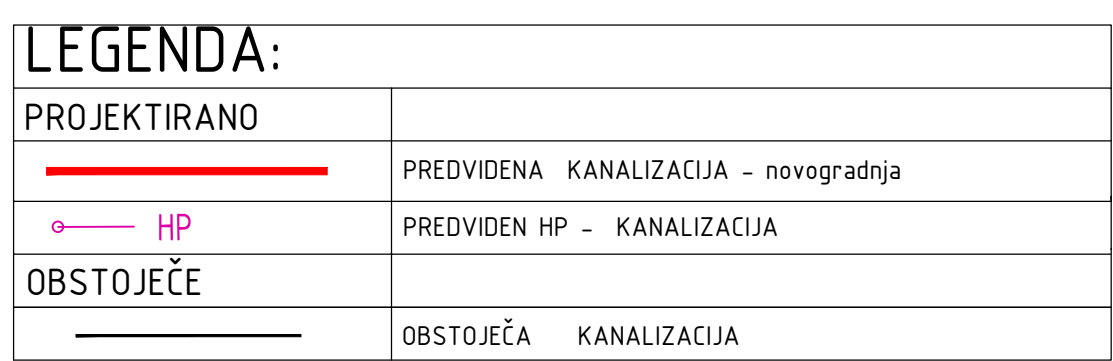 LEGENDA:
PROJEKTIRANO
PREDVIDENA KANALIZACIJA - novogradnja
HP PREDVIDEN HP - KANALIZACIJA
OBSTOJEČE
OBSTOJEČA KANALIZACIJA